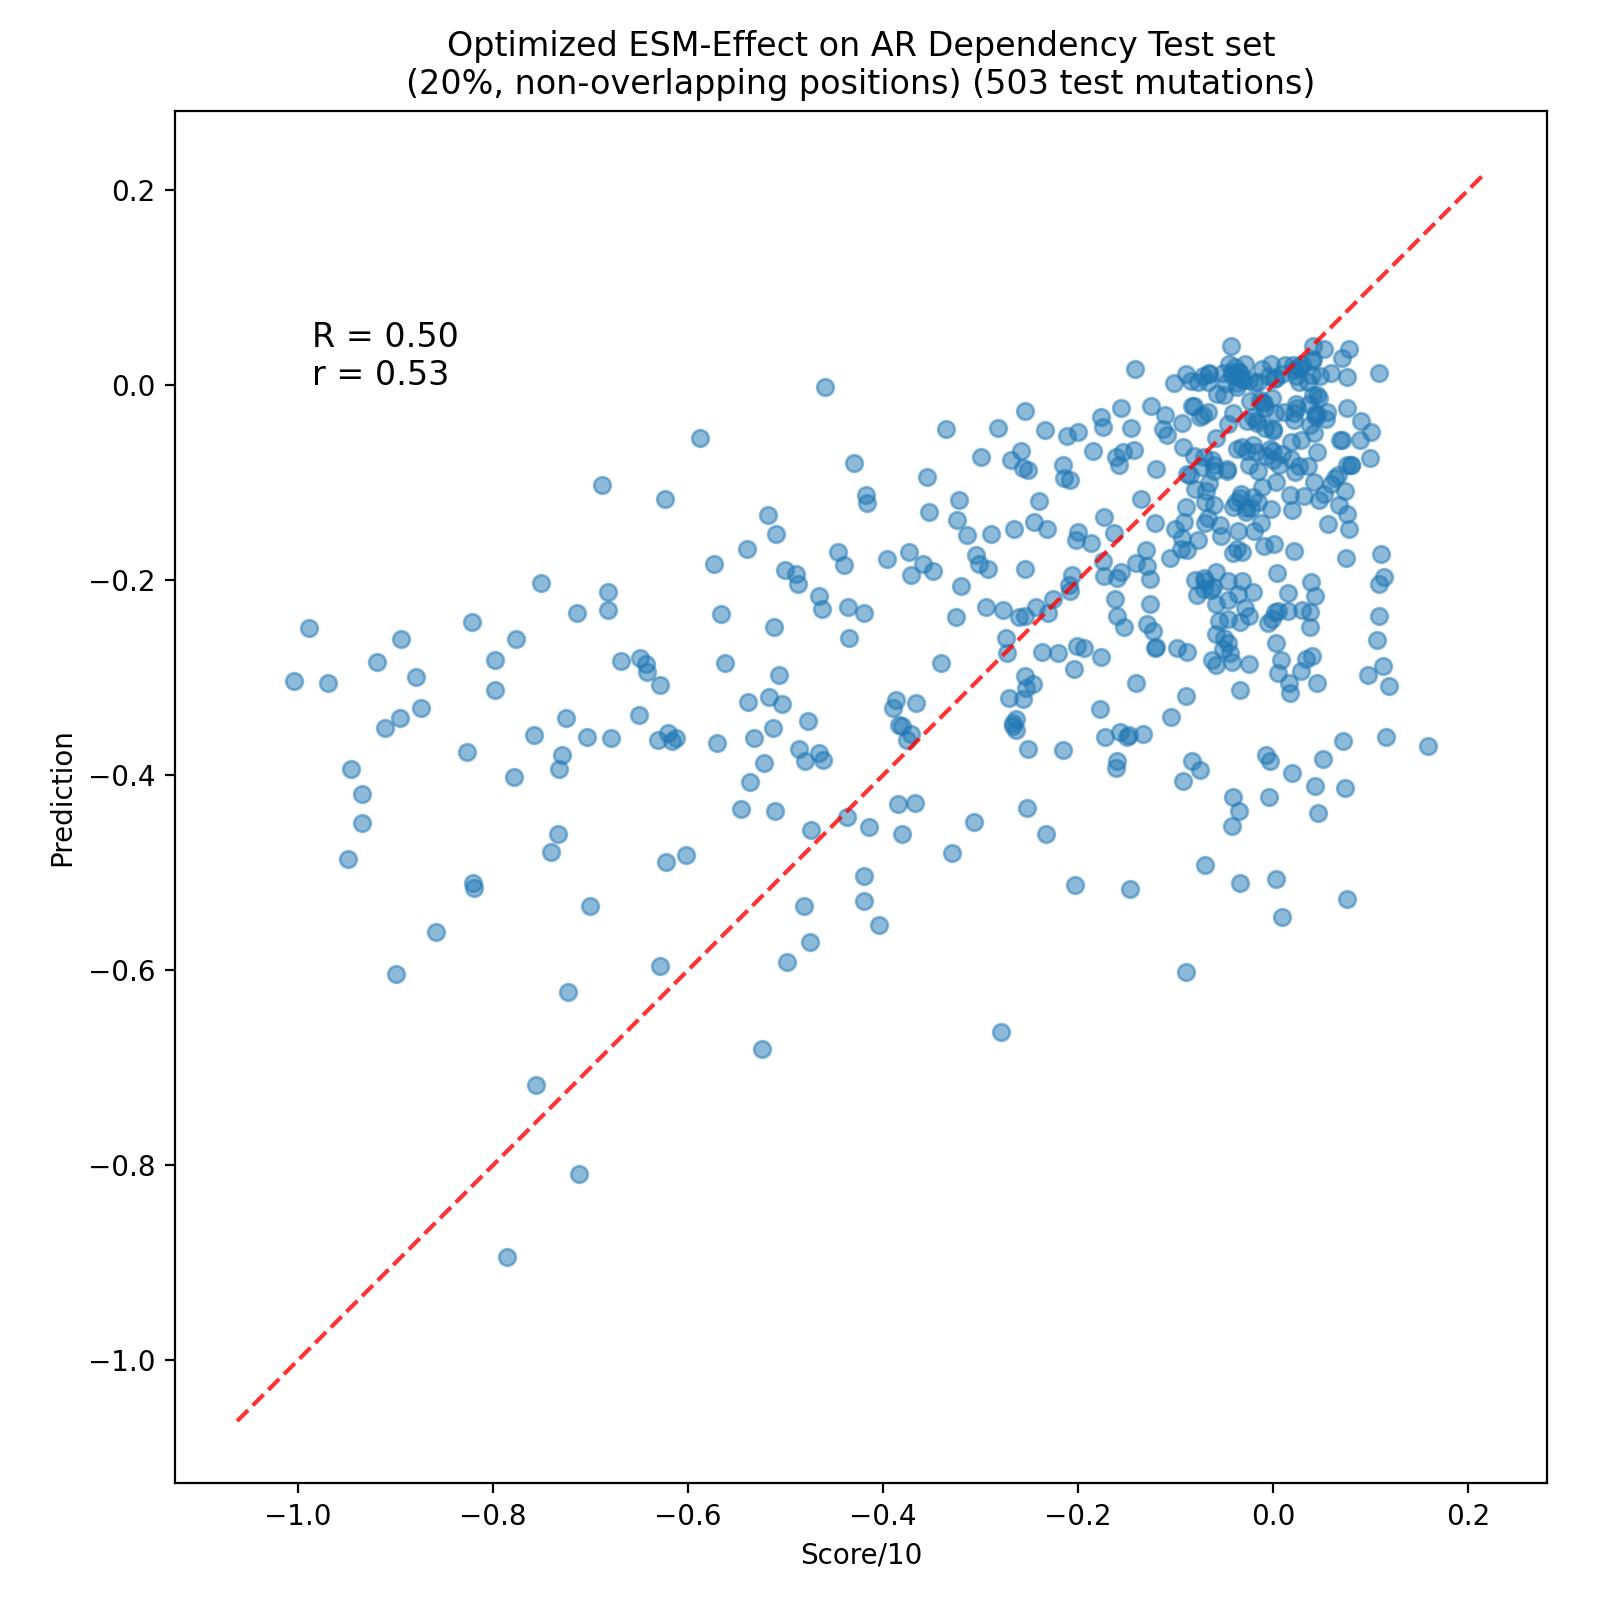 Optimized ESM-Effect on AR Dependency Test set
(20%, non-overlapping positions) (503 test mutations)
R = 0.50
r = 0.53
Prediction
0.2
0.0
−0.2
−0.4
−0.6
−0.8
−1.0
−1.0 −0.8 −0.6 −0.4 −0.2 0.0 0.2
Score/10